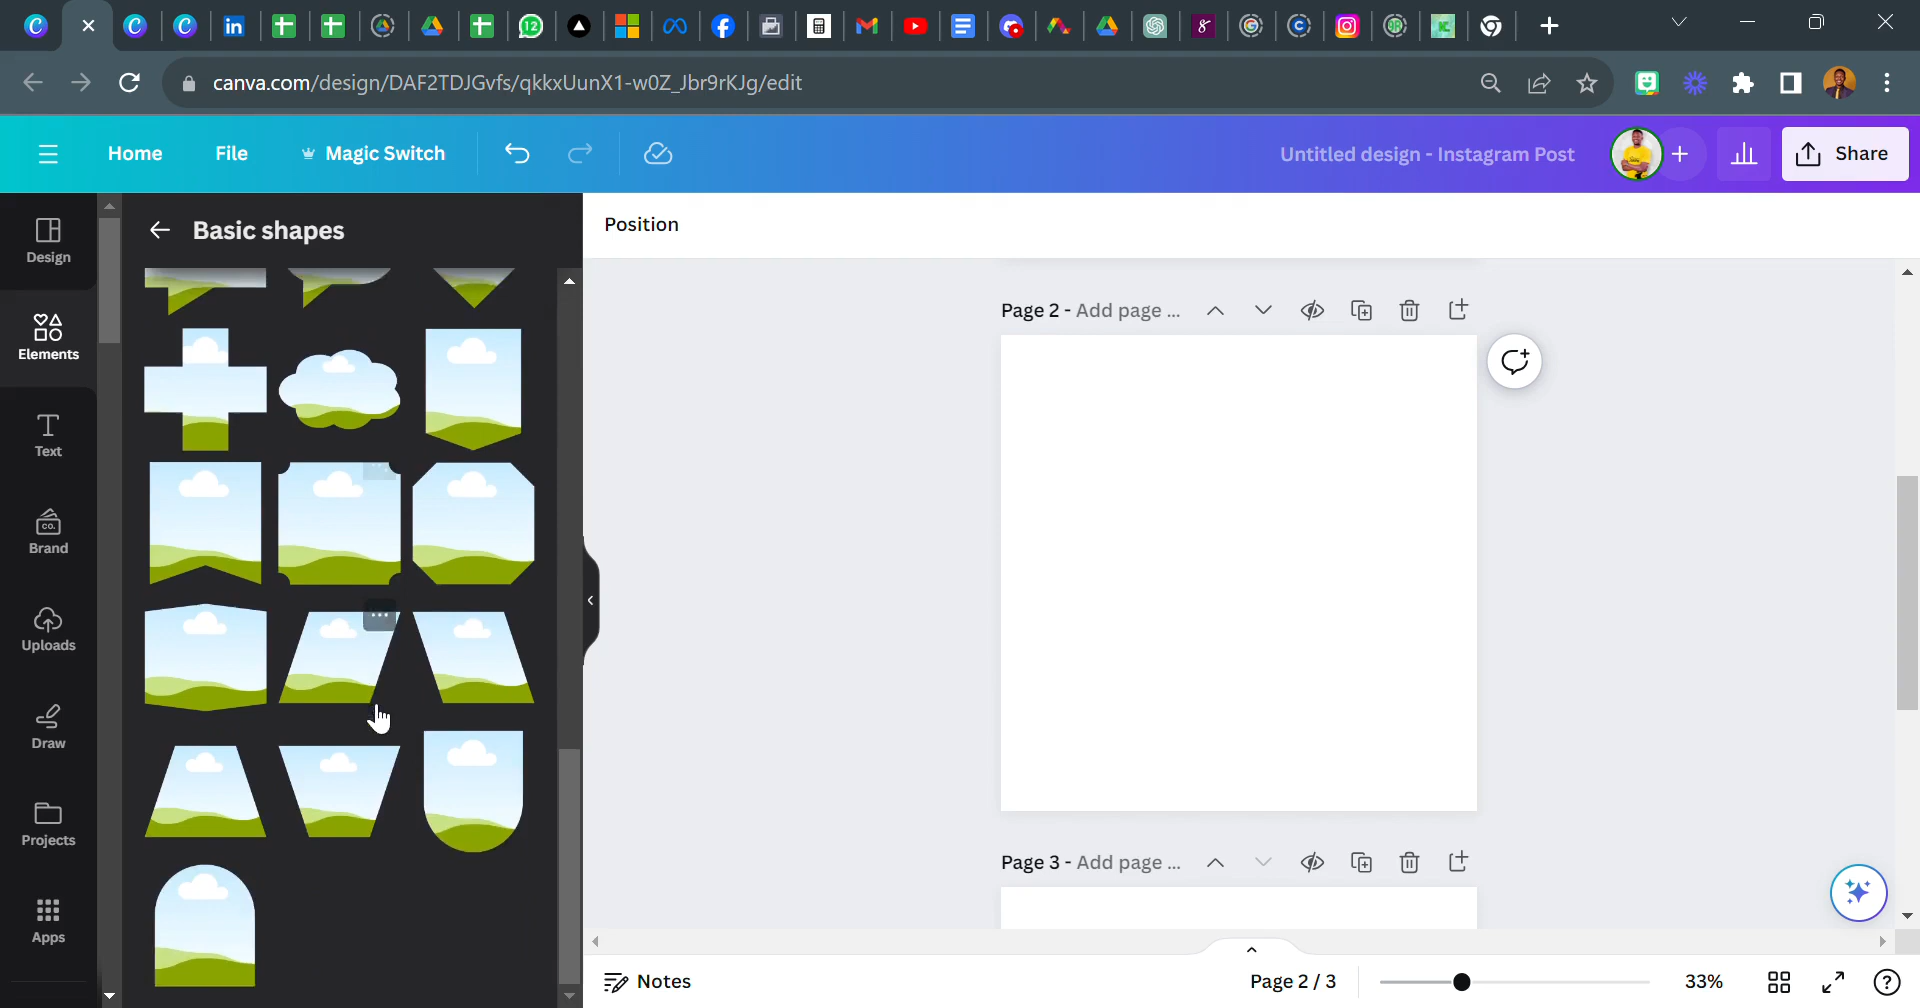 canva.com/design/DAF2TDJGvfs/qkkxUunX1-w0Z_Jbr9rKJg/edit
Home File Magic Switch Untitled design - Instagram Post Share
Design
Elements
Text
Brand
Uploads
Draw
Projects
Apps
Basic shapes
Position
Page 2 - Add page ...
Page 3 - Add page ...
Notes Page 2 / 3 33%
CO.
12